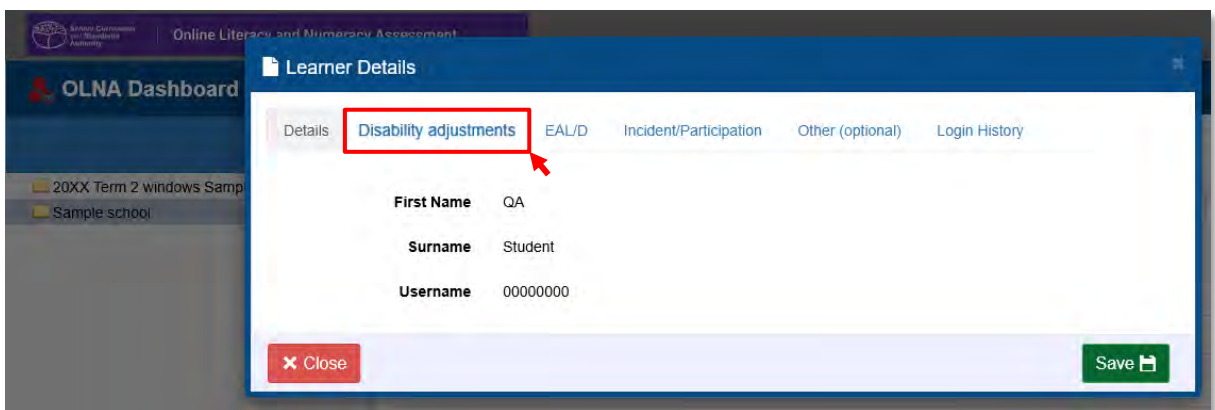 Online Literacy and Numeracy Assessment
Learner Details
OLNA Dashboard
Details Disability adjustments EAL/D Incident/Participation Other (optional) Login History
20XX Term 2 windows Samp
Sample school
First Name QA
Surname Student
Username 00000000
Close Save